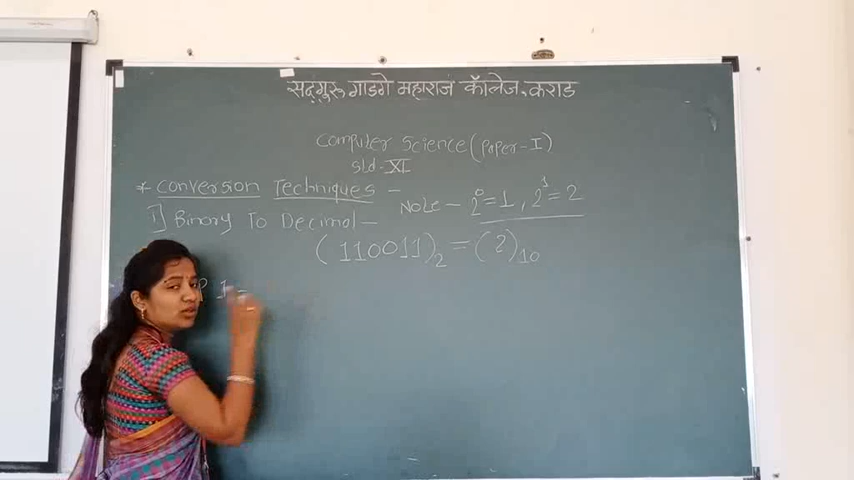 सद्गुरु गाडगे महाराज कॉलेज, कराड
Computer Science (Paper-I)
Std-XI
* Conversion Techniques -
Note - 2⁰=1, 2¹=2
I] Binary To Decimal -
(110011)₂ = (?)₁₀
P 1 -